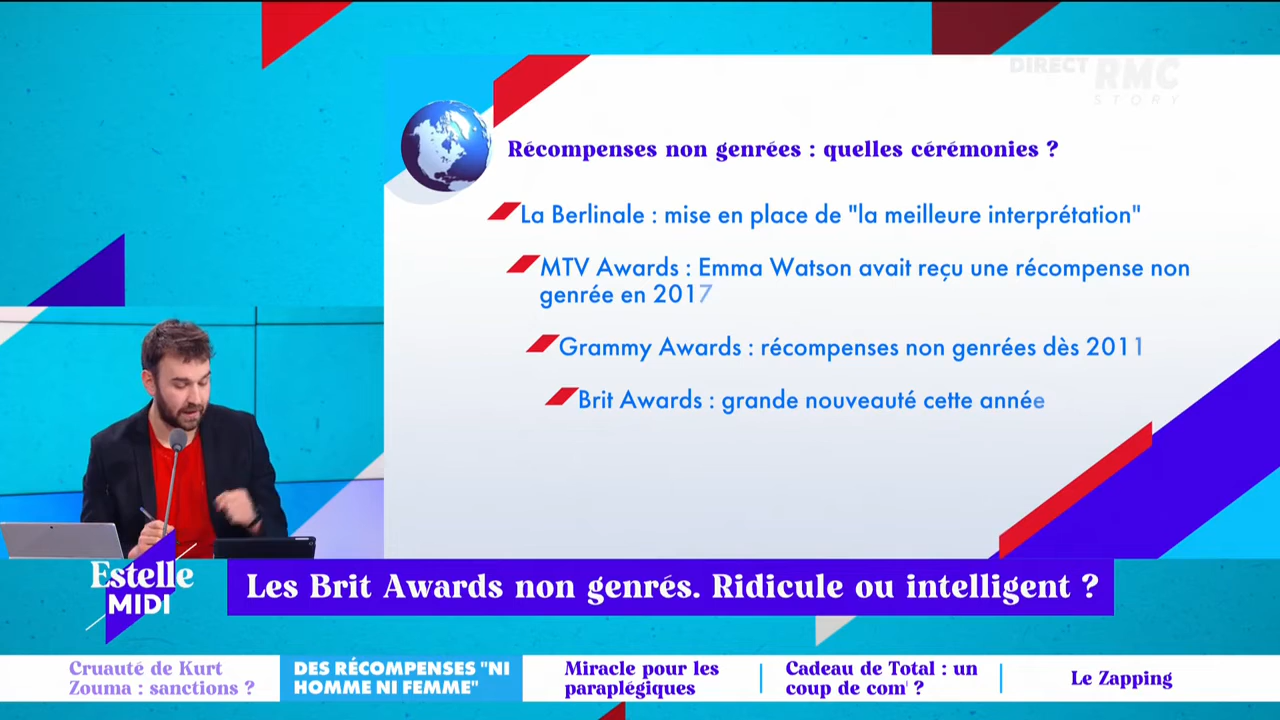 DIRECT RMC
STORY
Récompenses non genrées : quelles cérémonies ?
La Berlinale : mise en place de "la meilleure interprétation"
MTV Awards : Emma Watson avait reçu une récompense non
genrée en 2017
Grammy Awards : récompenses non genrées dès 2011
Brit Awards : grande nouveauté cette année
Estelle
MIDI
Les Brit Awards non genrés. Ridicule ou intelligent ?
Cruauté de Kurt
Zouma : sanctions ?
DES RÉCOMPENSES "NI
HOMME NI FEMME"
Miracle pour les
paraplégiques
Cadeau de Total : un
coup de com' ?
Le Zapping